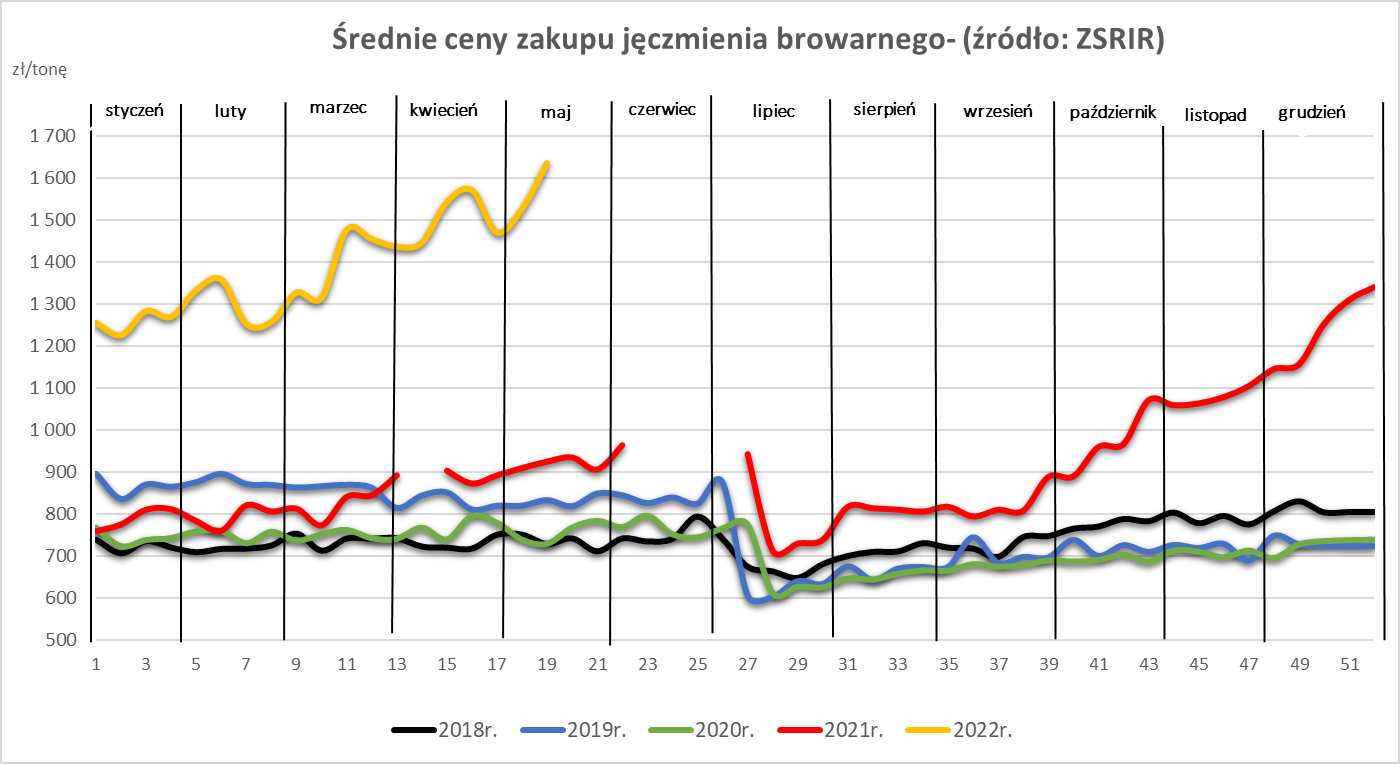 Średnie ceny zakupu jęczmienia browarnego- (źródło: ZSRIR)
zł/tonę
styczeń luty marzec kwiecień maj czerwiec lipiec sierpień wrzesień październik listopad grudzień
1 700
1 600
1 500
1 400
1 300
1 200
1 100
1 000
900
800
700
600
500
1 3 5 7 9 11 13 15 17 19 21 23 25 27 29 31 33 35 37 39 41 43 45 47 49 51
2018r. 2019r. 2020r. 2021r. 2022r.